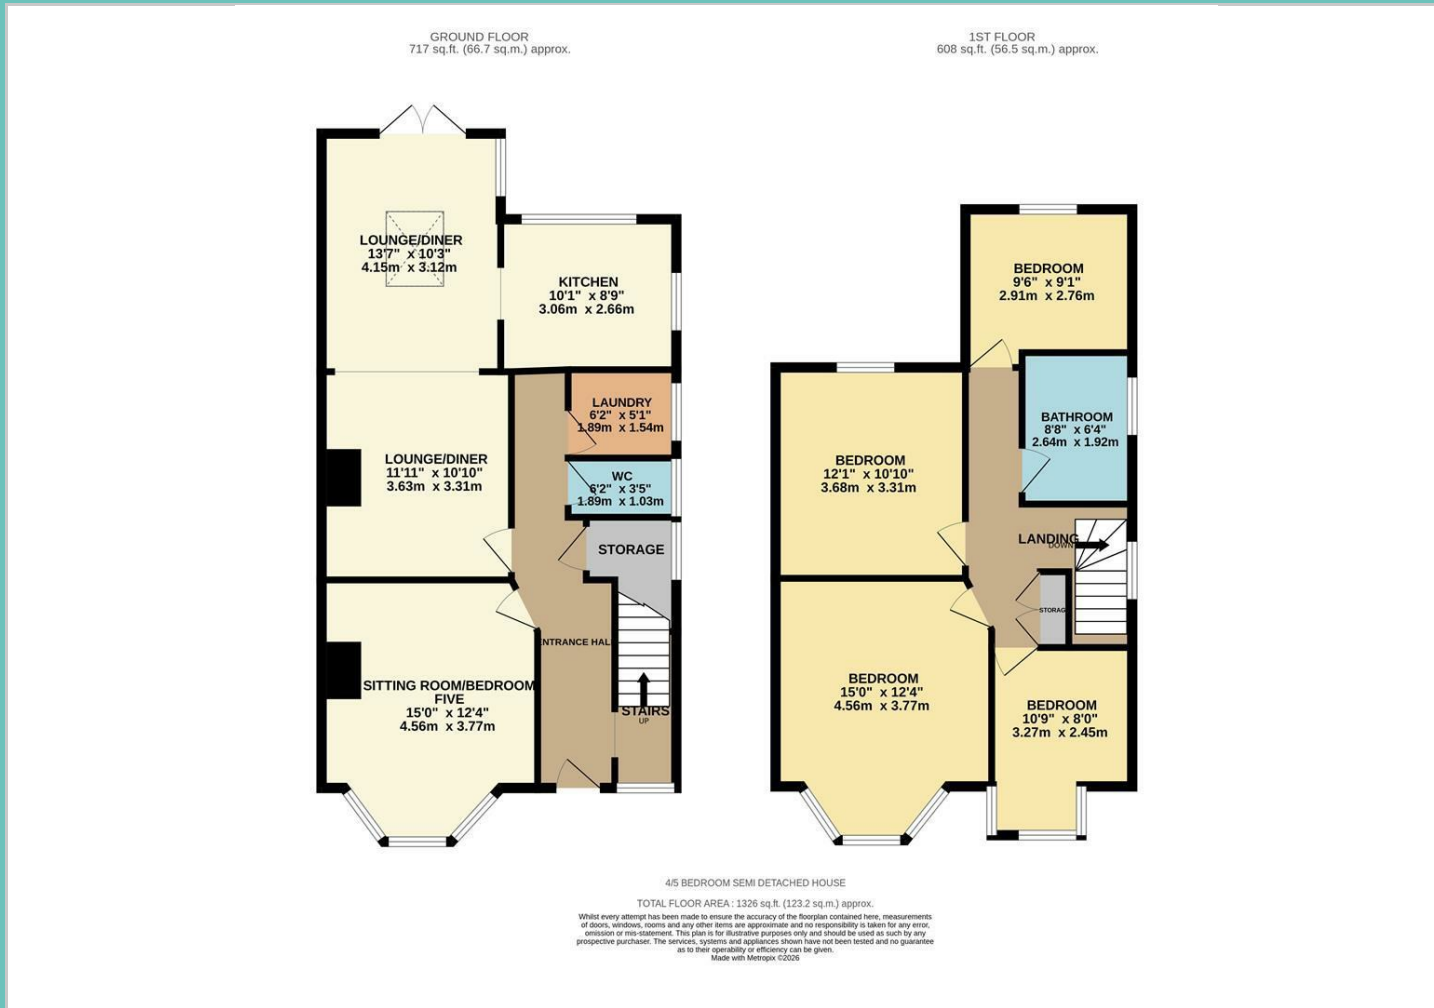 GROUND FLOOR
717 sq.ft. (66.7 sq.m.) approx.
LOUNGE/DINER
13'7" x 10'3"
4.15m x 3.12m
KITCHEN
10'1" x 8'9"
3.06m x 2.66m
LAUNDRY
6'2" x 5'1"
1.89m x 1.54m
LOUNGE/DINER
11'11" x 10'10"
3.63m x 3.31m
WC
6'2" x 3'5"
1.89m x 1.03m
STORAGE
ENTRANCE HALL
SITTING ROOM/BEDROOM
FIVE
15'0" x 12'4"
4.56m x 3.77m
STAIRS
UP
1ST FLOOR
608 sq.ft. (56.5 sq.m.) approx.
BEDROOM
9'6" x 9'1"
2.91m x 2.76m
BATHROOM
8'8" x 6'4"
2.64m x 1.92m
BEDROOM
12'1" x 10'10"
3.68m x 3.31m
LANDING
DOWN
STORAGE
BEDROOM
15'0" x 12'4"
4.56m x 3.77m
BEDROOM
10'9" x 8'0"
3.27m x 2.45m
4/5 BEDROOM SEMI DETACHED HOUSE
TOTAL FLOOR AREA : 1326 sq.ft. (123.2 sq.m.) approx.
Whilst every attempt has been made to ensure the accuracy of the floorplan contained here, measurements
of doors, windows, rooms and any other items are approximate and no responsibility is taken for any error,
omission or mis-statement. This plan is for illustrative purposes only and should be used as such by any
prospective purchaser. The services, systems and appliances shown have not been tested and no guarantee
as to their operability or efficiency can be given.
Made with Metropix ©2026